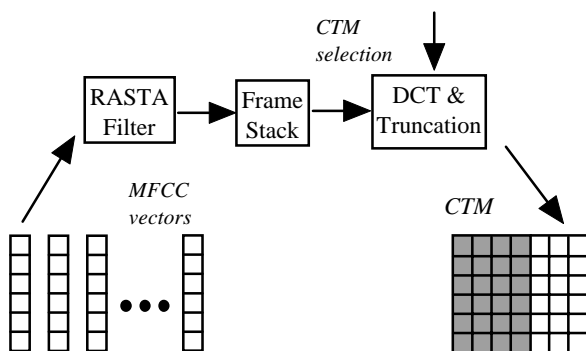 CTM
selection
RASTA
Filter
Frame
Stack
DCT &
Truncation
MFCC
vectors
CTM